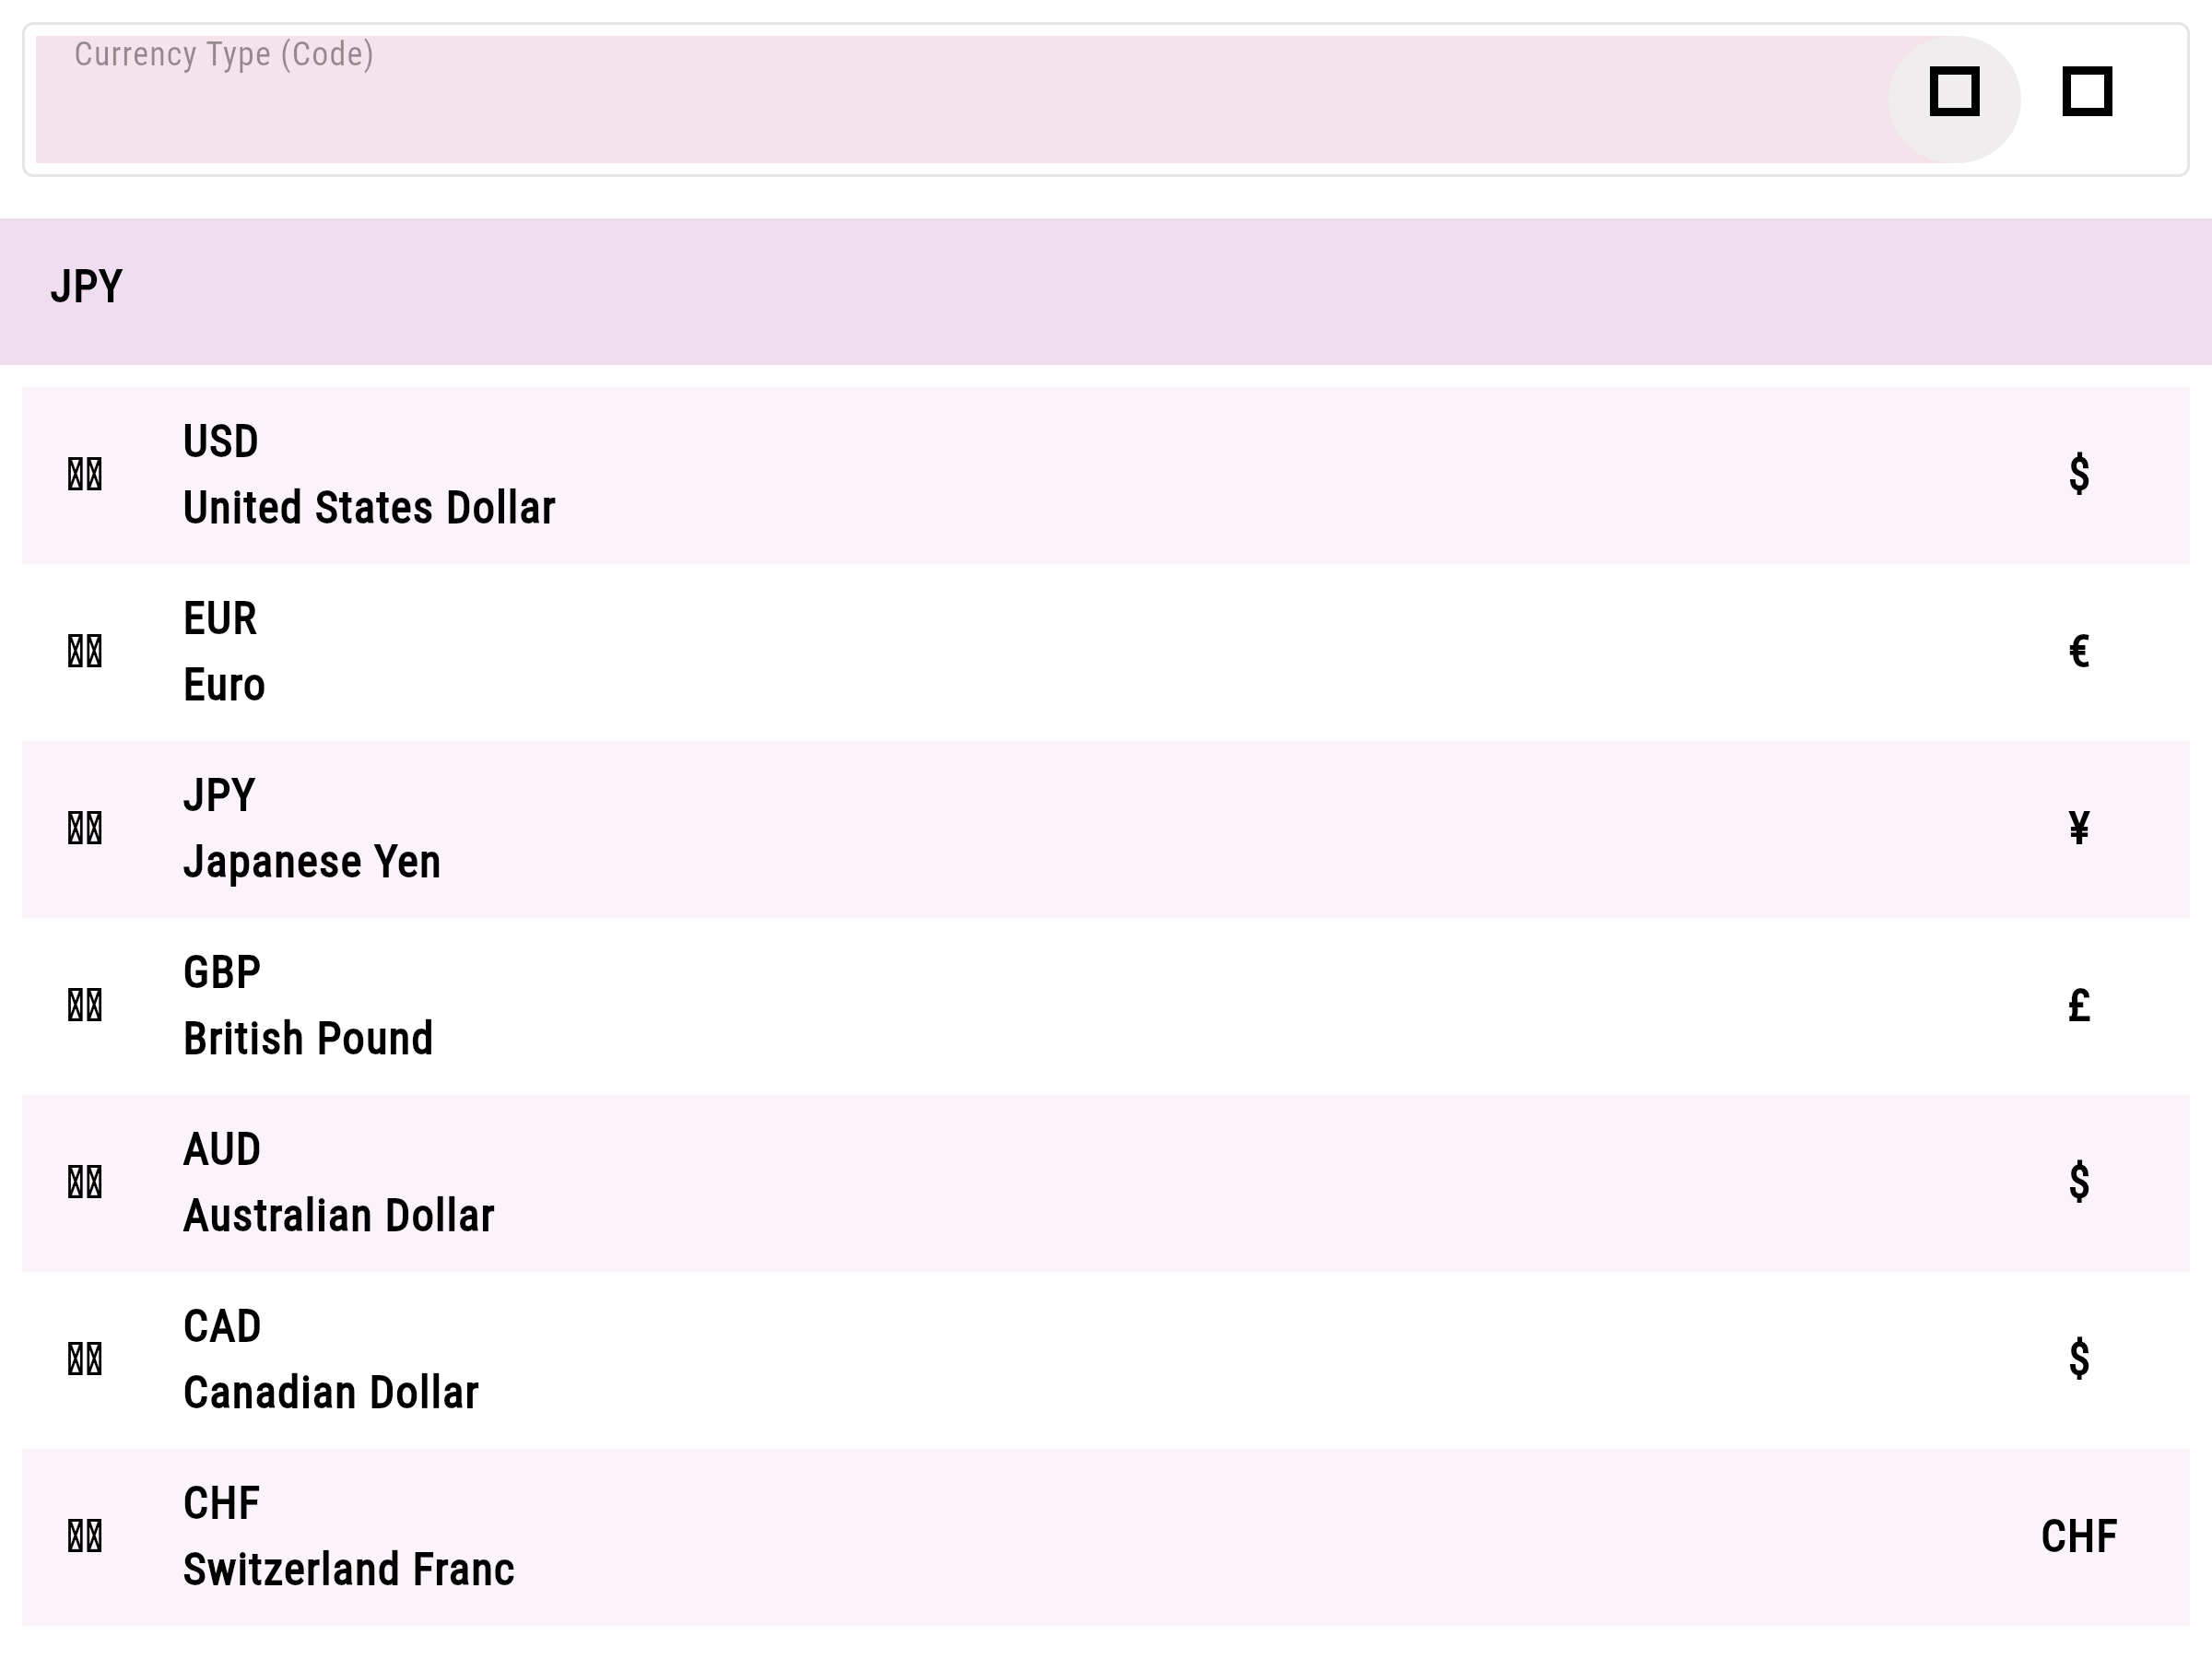 Currency Type (Code)
JPY
USD
United States Dollar
$
EUR
Euro
€
JPY
Japanese Yen
¥
GBP
British Pound
£
AUD
Australian Dollar
$
CAD
Canadian Dollar
$
CHF
Switzerland Franc
CHF